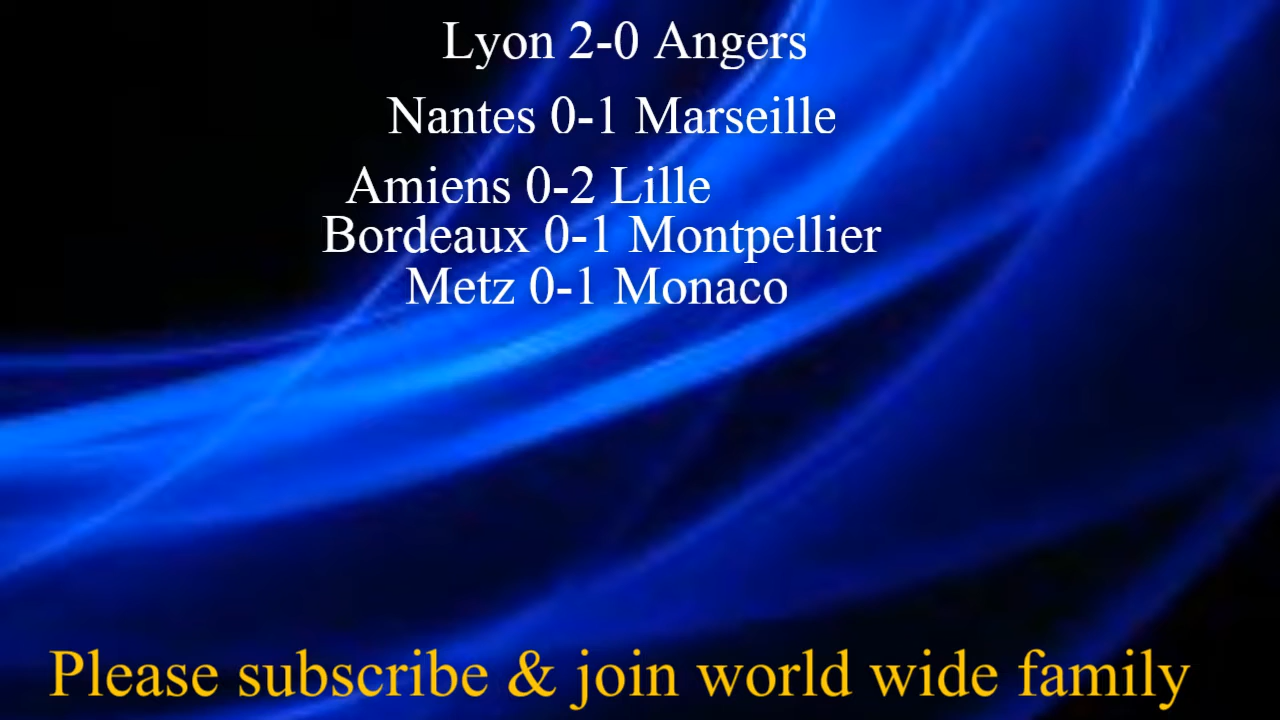 Lyon 2-0 Angers
Nantes 0-1 Marseille
Amiens 0-2 Lille
Bordeaux 0-1 Montpellier
Metz 0-1 Monaco
Please subscribe & join world wide family